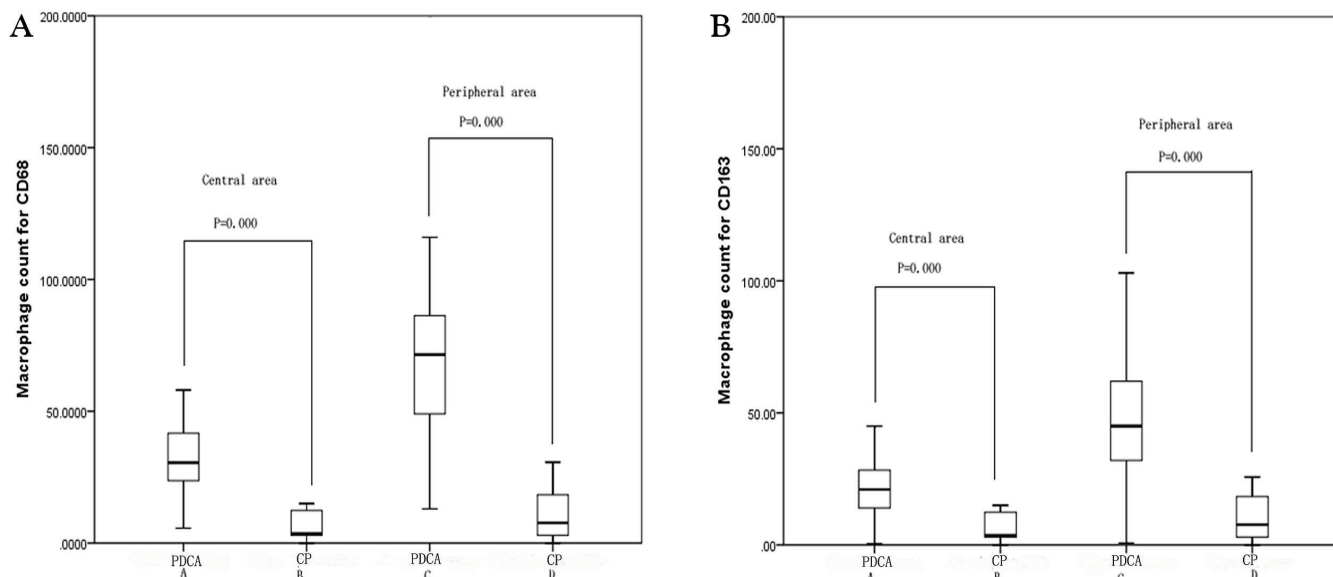 A
B
200.0000
150.0000
100.0000
50.0000
.0000
Macrophage count for CD68
Central area
P=0.000
Peripheral area
P=0.000
PDCA
CP
PDCA
CP
A
B
C
D
200.00
150.00
100.00
50.00
.00
Macrophage count for CD163
Central area
P=0.000
Peripheral area
P=0.000
PDCA
CP
PDCA
CP
A
B
C
D